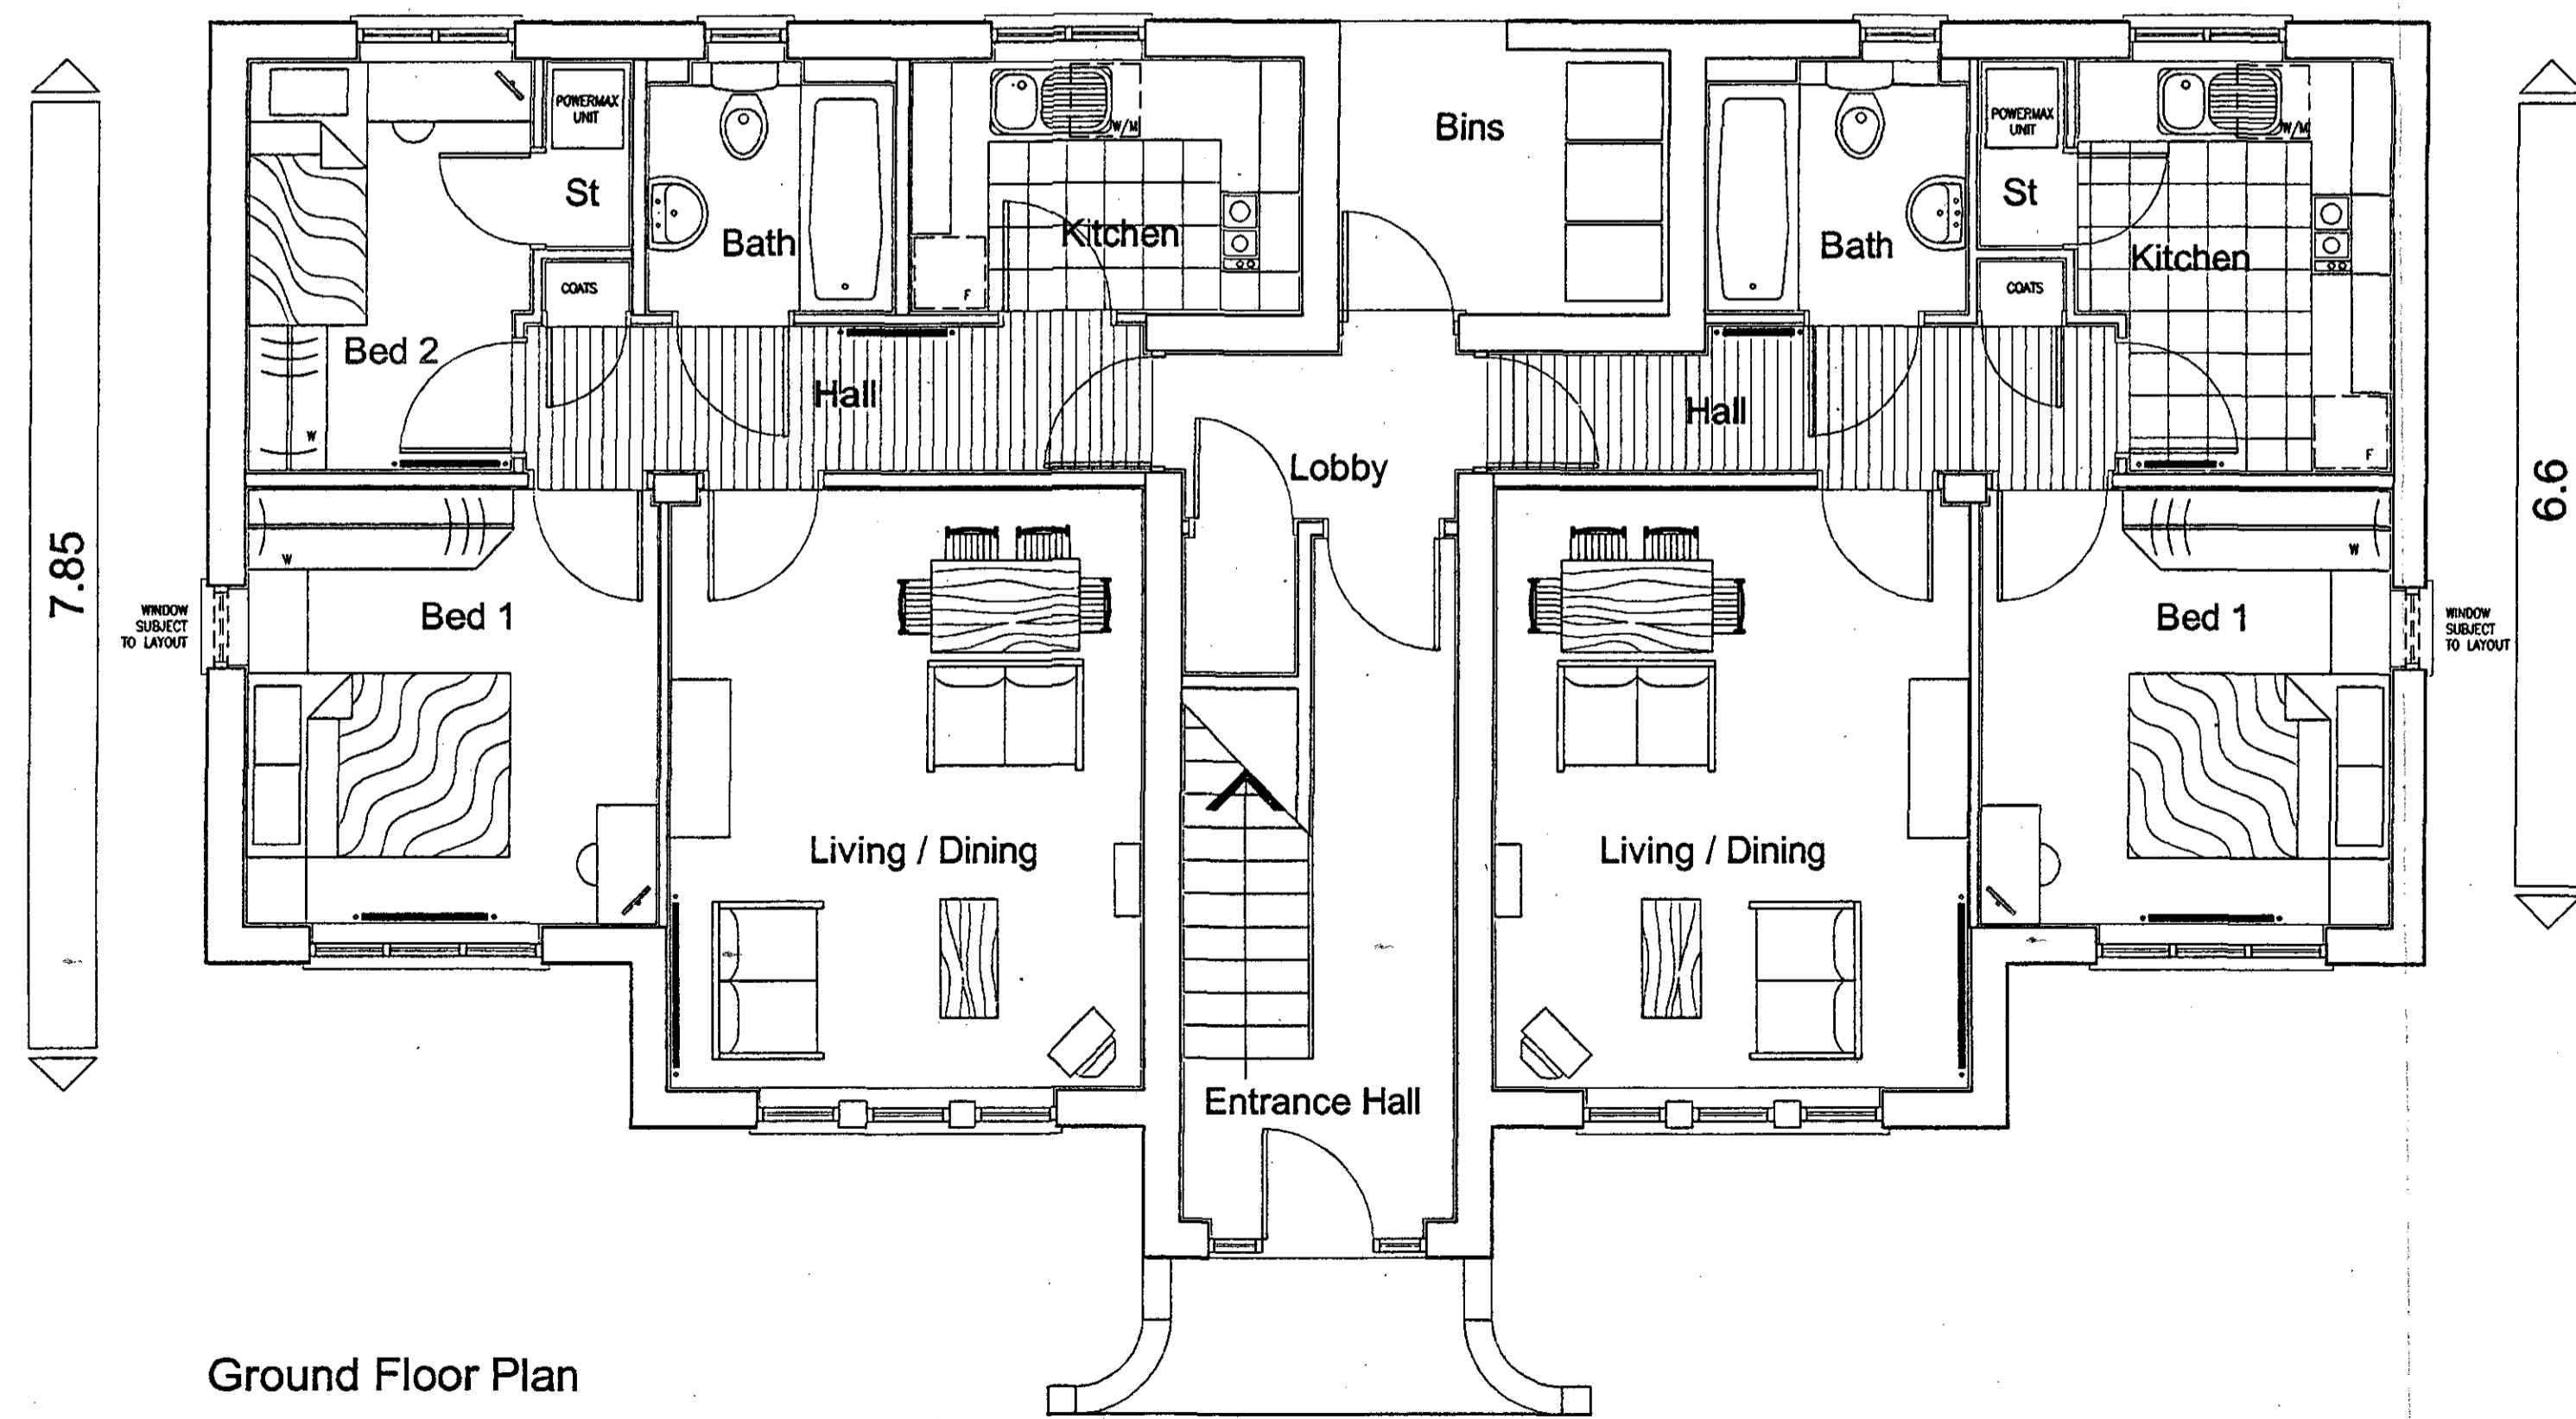 POWERMAX
UNIT
W/M
Bins
POWERMAX
UNIT
W/M
St
Bath
Kitchen
St
Bath
Kitchen
F
COATS
COATS
Bed 2
Hall
Hall
W
Lobby
F
6.6
7.85
W
W
WINDOW
SUBJECT
TO LAYOUT
Bed 1
Bed 1
WINDOW
SUBJECT
TO LAYOUT
Living / Dining
Living / Dining
Entrance Hall
Ground Floor Plan